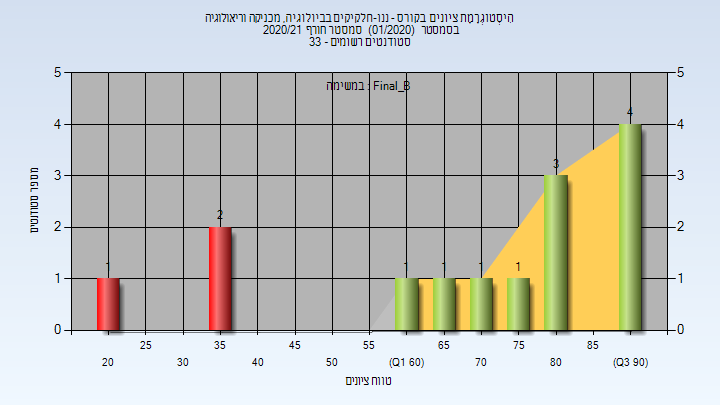 היסטוגרמת ציונים בקורס - ננו-חלקיקים בביולוגיה, מכניקה וריאולוגיה
בסמסטר (01/2020) סמסטר חורף 2020/21
סטודנטים רשומים - 33
במשימה : Final_B
5 5
4 4
4
3 3
3
2 2
2
1 1
1 1 1 1 1
0 0
מספר סטודנטים
25 35 45 55 65 75 85
20 30 40 50 (Q1 60) 70 80 (Q3 90)
טווח ציונים